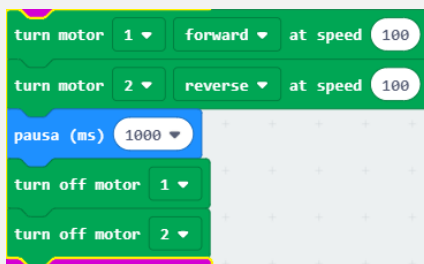 turn motor 1 forward at speed 100
turn motor 2 reverse at speed 100
pausa (ms) 1000
turn off motor 1
turn off motor 2